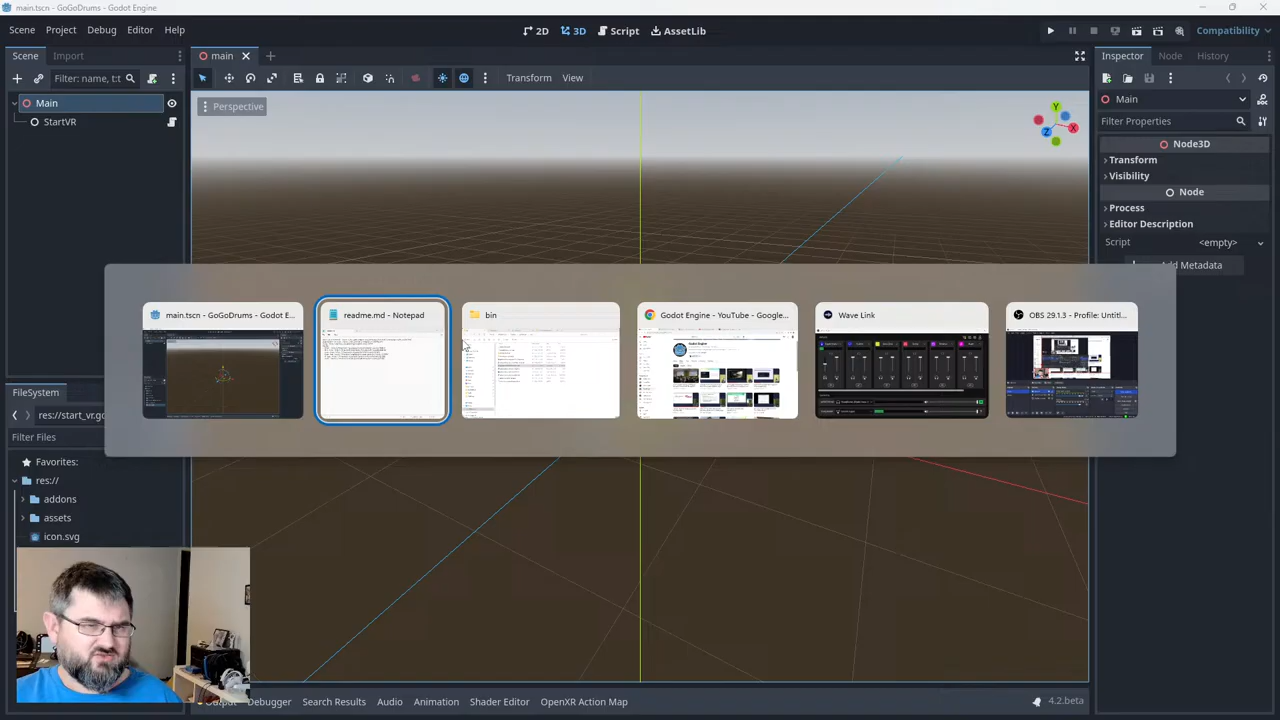 main.tscn - GoGoDrums - Godot Engine
Scene Project Debug Editor Help
2D 3D Script AssetLib
Compatibility
Scene Import
main
Inspector Node History
Filter: name, t:t
Transform View
Main
StartVR
Perspective
Y
X
Z
Main
Filter Properties
Node3D
Transform
Visibility
Node
Process
Editor Description
Script <empty>
Add Metadata
main.tscn - GoGoDrums - Godot E...
readme.md - Notepad
bin
Godot Engine - YouTube - Google...
Wave Link
OBS 29.1.3 - Profile: Untitl...
FileSystem
res://start_vr.gd
Filter Files
Favorites:
res://
addons
assets
icon.svg
Output Debugger Search Results Audio Animation Shader Editor OpenXR Action Map
4.2.beta